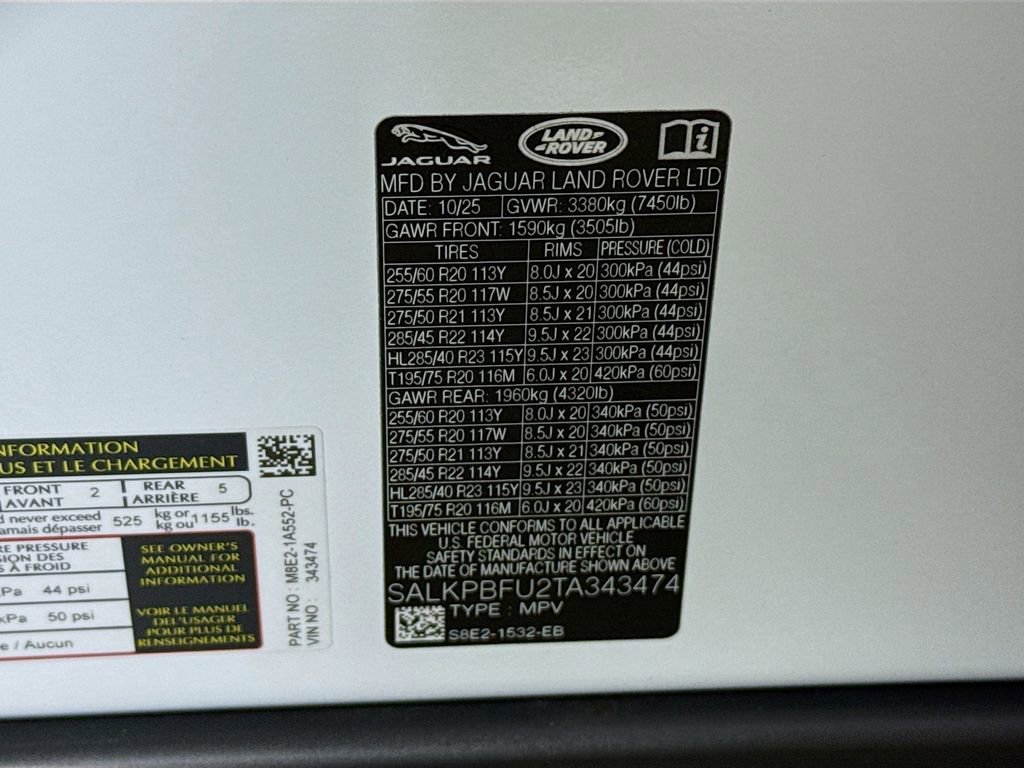 JAGUAR
LAND-
-ROVER
i
MFD BY JAGUAR LAND ROVER LTD
DATE: 10/25 GVWR: 3380kg (7450lb)
GAWR FRONT: 1590kg (3505lb)
TIRES RIMS PRESSURE (COLD)
255/60 R20 113Y 8.0J x 20 300kPa (44psi)
275/55 R20 117W 8.5J x 20 300kPa (44psi)
275/50 R21 113Y 8.5J x 21 300kPa (44psi)
285/45 R22 114Y 9.5J x 22 300kPa (44psi)
HL285/40 R23 115Y 9.5J x 23 300kPa (44psi)
T195/75 R20 116M 6.0J x 20 420kPa (60psi)
GAWR REAR: 1960kg (4320lb)
255/60 R20 113Y 8.0J x 20 340kPa (50psi)
275/55 R20 117W 8.5J x 20 340kPa (50psi)
275/50 R21 113Y 8.5J x 21 340kPa (50psi)
285/45 R22 114Y 9.5J x 22 340kPa (50psi)
HL285/40 R23 115Y 9.5J x 23 340kPa (50psi)
T195/75 R20 116M 6.0J x 20 420kPa (60psi)
THIS VEHICLE CONFORMS TO ALL APPLICABLE
U.S. FEDERAL MOTOR VEHICLE
SAFETY STANDARDS IN EFFECT ON
THE DATE OF MANUFACTURE SHOWN ABOVE
SALKPBFU2TA343474
TYPE: MPV
S8E2-1532-EB
NFORMATION
US ET LE CHARGEMENT
FRONT 2 REAR 5
AVANT ARRIÈRE
d never exceed 525 kg or 1155 lbs.
amais dépasser kg ou lb.
RE PRESSURE
SION DES
S À FROID
Pa 44 psi
kPa 50 psi
e / Aucun
SEE OWNER'S
MANUAL FOR
ADDITIONAL
INFORMATION
VOIR LE MANUEL
DEL'USAGER
POUR PLUS DE
RENSEIGNEMENTS
PART NO: M8E2-1A552-PC
VIN NO: 343474